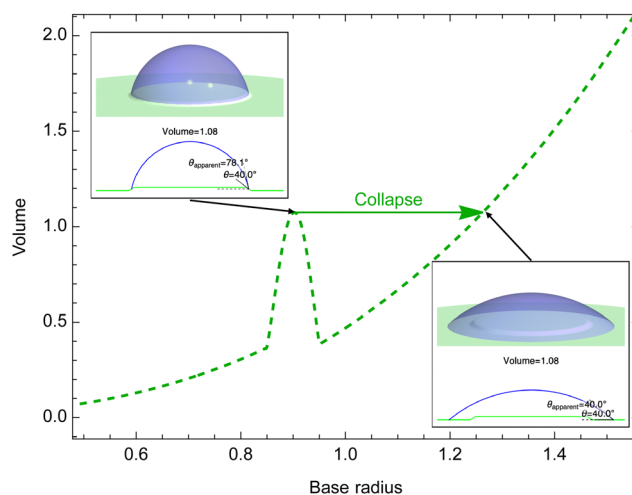 2.0
1.5
1.0
0.5
0.0
Volume
0.6
0.8
1.0
1.2
1.4
Base radius
Volume=1.08
θapparent=78.1°
θ=40.0°
Collapse
Volume=1.08
θapparent=40.0°
θ=40.0°